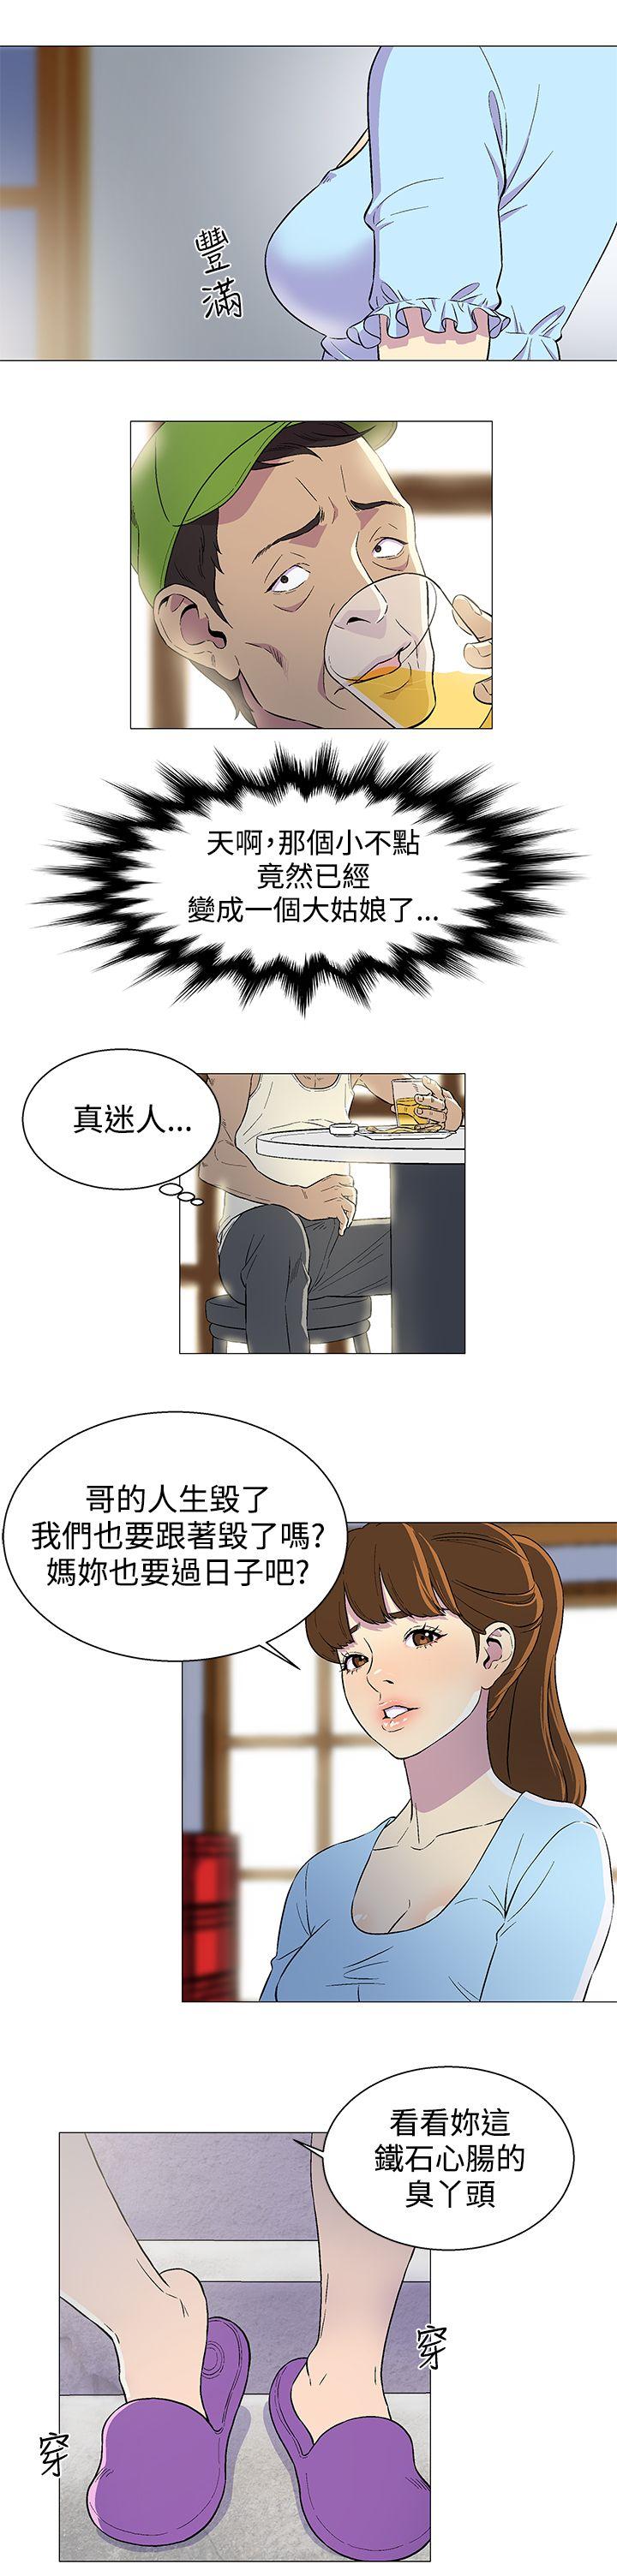 豐
滿
天啊，那個小不點
竟然已經
變成一個大姑娘了...
真迷人...
哥的人生毀了
我們也要跟著毀了嗎?
媽妳也要過日子吧?
看看妳這
鐵石心腸的
臭丫頭
穿
穿